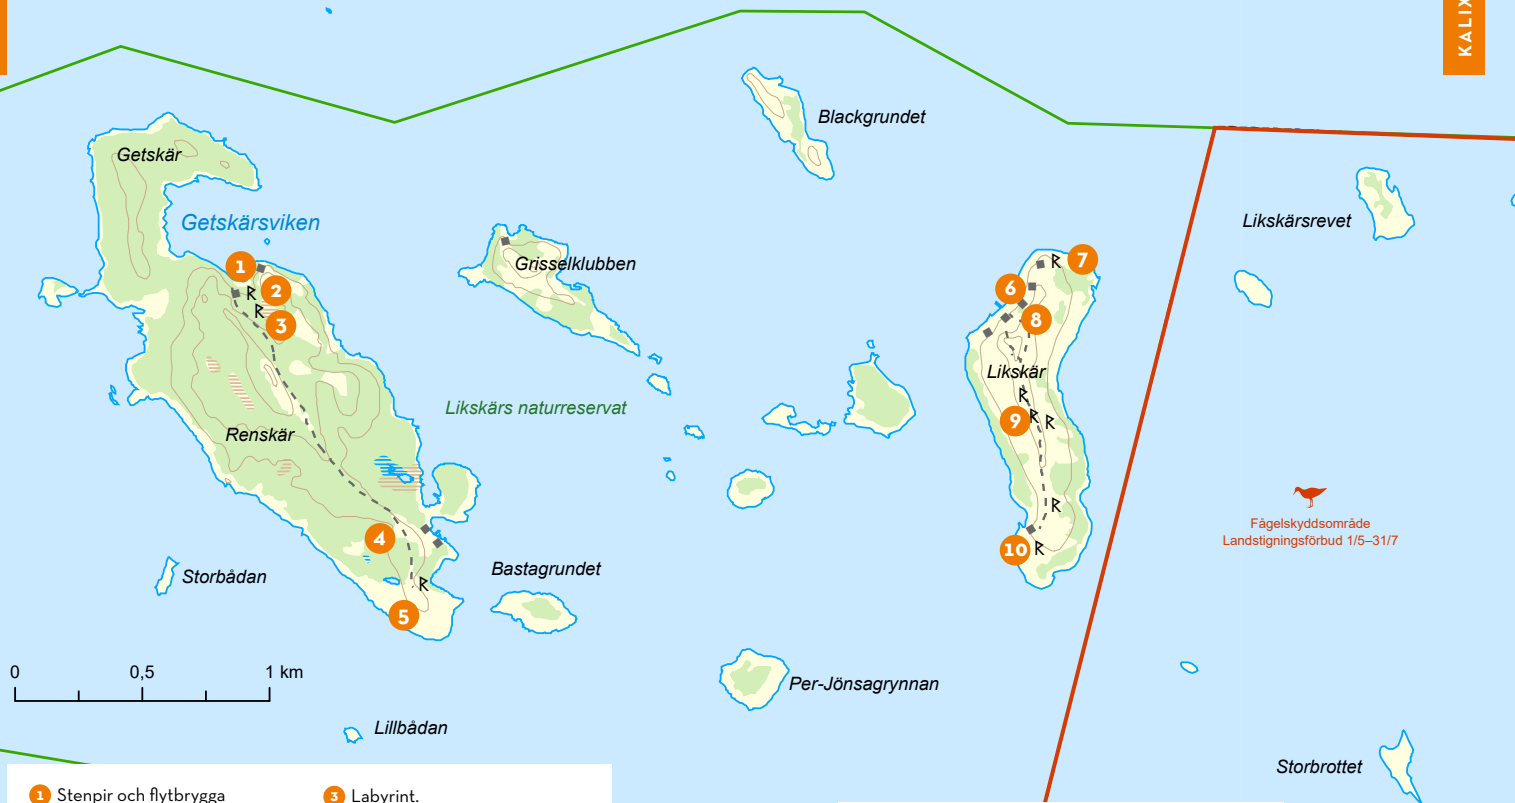 KALIX
Blackgrundet
Getskär
Getskärsviken
Likskärsrevet
Grisselklubben
1
2
3
6
7
8
Likskär
Likskärs naturreservat
9
Renskär
Fågelskyddsområde
Landstigningsförbud 1/5–31/7
4
10
Bastagrundet
Storbådan
5
0 0,5 1 km
Per-Jönsagrynnan
Lillbådan
Storbrottet
1 Stenpir och flytbrygga
3 Labyrint.